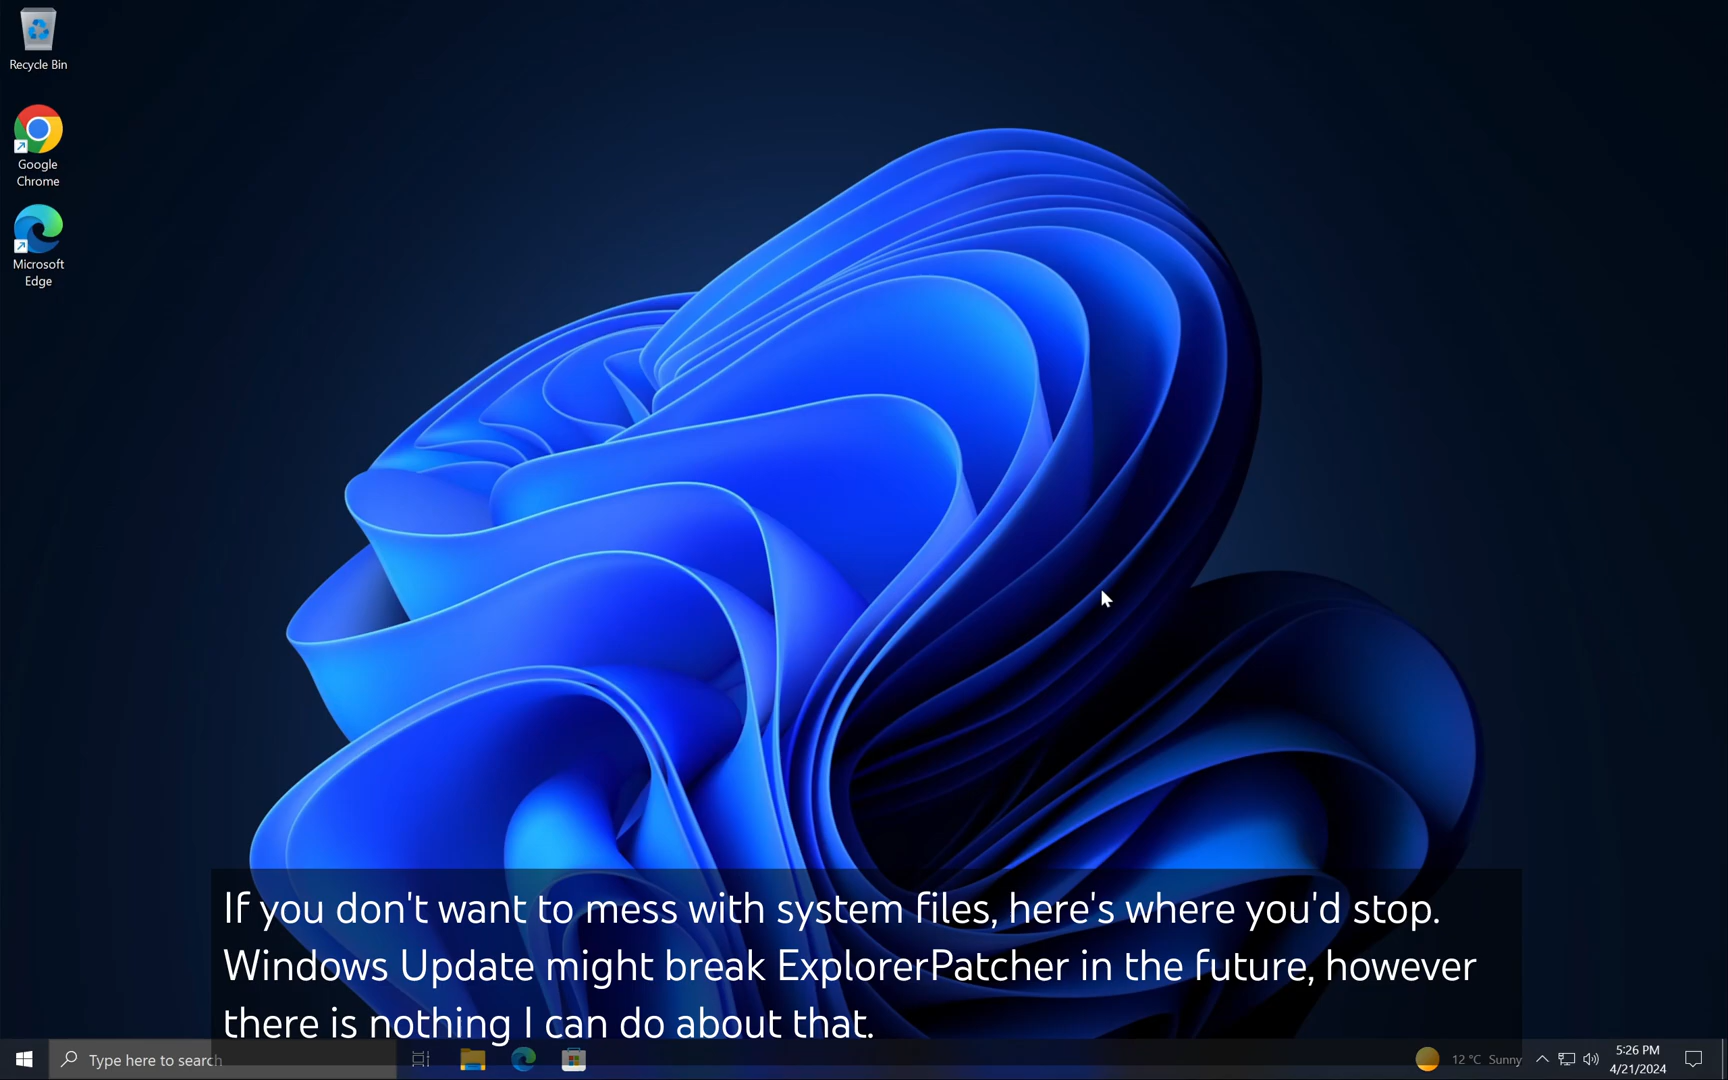 Recycle Bin
Google
Chrome
Microsoft
Edge
If you don't want to mess with system files, here's where you'd stop.
Windows Update might break ExplorerPatcher in the future, however
there is nothing I can do about that.
Type here to search
12 °C Sunny
5:26 PM
4/21/2024